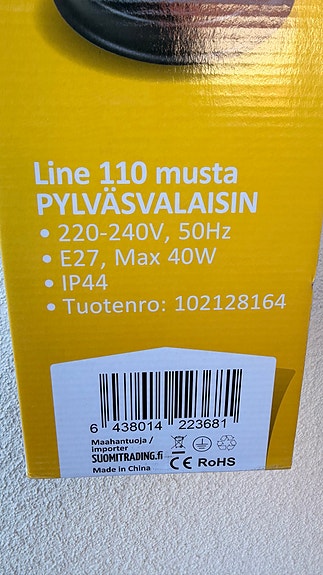 Line 110 musta
PYLVÄSVALAISIN
• 220-240V, 50Hz
• E27, Max 40W
• IP44
• Tuotenro: 102128164
6 438014 223681
Maahantuoja /
importer
SUOMITRADING.fi
Made in China
CE RoHS